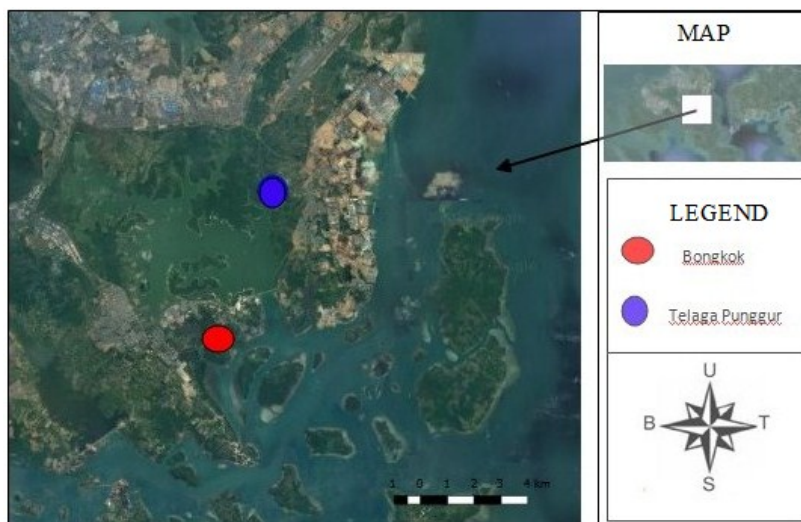 MAP
LEGEND
Bongkok
Telaga Punggur
U
B T
S
1 0 1 2 3 4 km